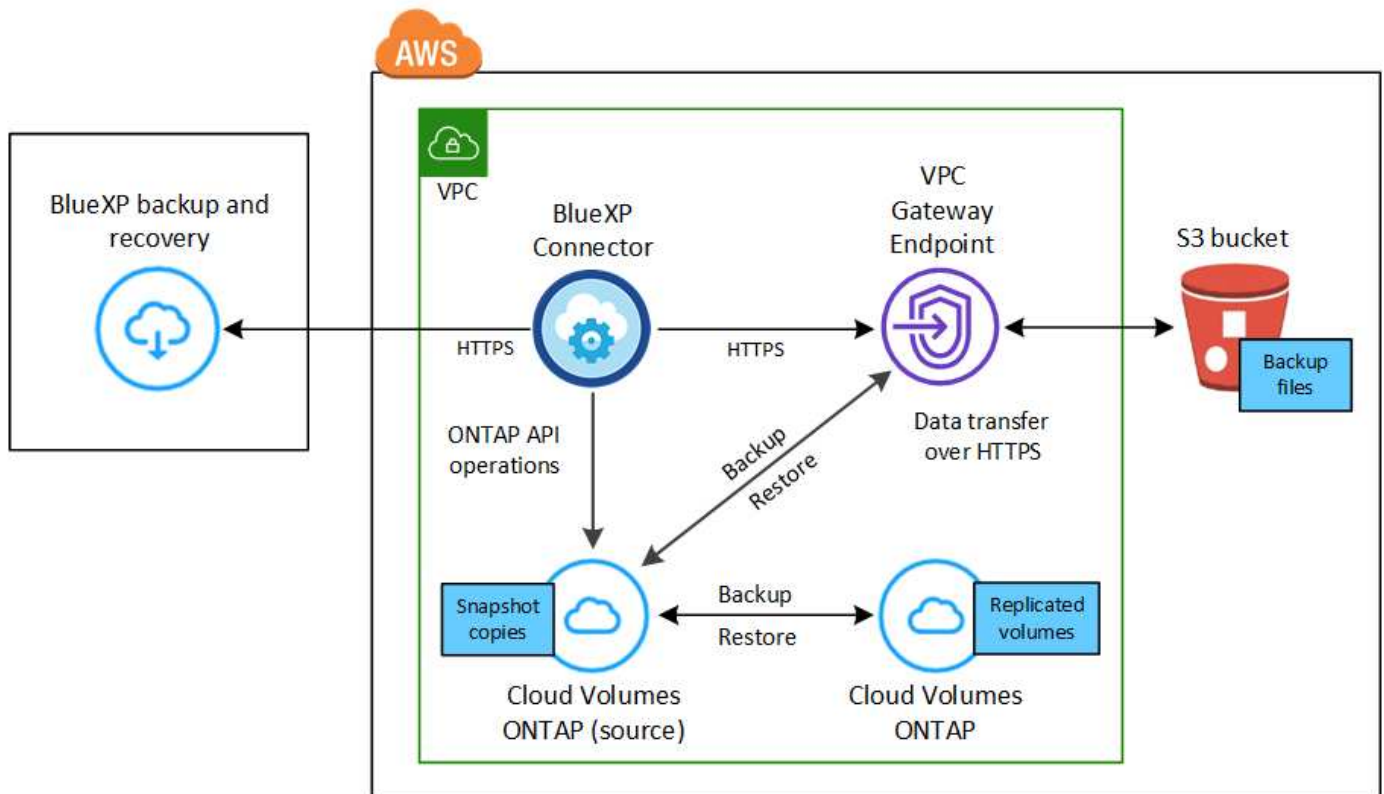 AWS
VPC
BlueXP backup and
recovery
BlueXP
Connector
VPC
Gateway
Endpoint
S3 bucket
Backup
files
HTTPS
HTTPS
ONTAP API
operations
Backup
Restore
Data transfer
over HTTPS
Snapshot
copies
Backup
Restore
Replicated
volumes
Cloud Volumes
ONTAP (source)
Cloud Volumes
ONTAP